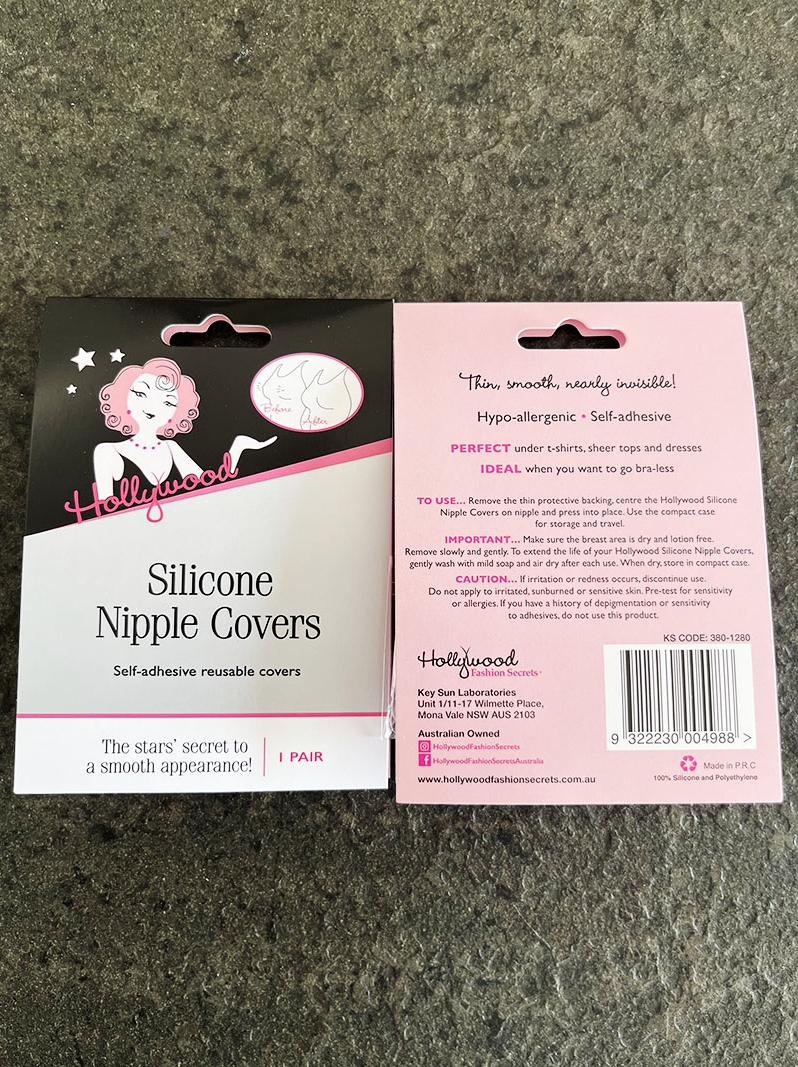 Before
After
Hollywood
Silicone
Nipple Covers
Self-adhesive reusable covers
The stars' secret to
a smooth appearance!
1 PAIR
Thin, smooth, nearly invisible!
Hypo-allergenic • Self-adhesive
PERFECT under t-shirts, sheer tops and dresses
IDEAL when you want to go bra-less
TO USE... Remove the thin protective backing, centre the Hollywood Silicone
Nipple Covers on nipple and press into place. Use the compact case
for storage and travel.
IMPORTANT... Make sure the breast area is dry and lotion free.
Remove slowly and gently. To extend the life of your Hollywood Silicone Nipple Covers,
gently wash with mild soap and air dry after each use. When dry, store in compact case.
CAUTION... If irritation or redness occurs, discontinue use.
Do not apply to irritated, sunburned or sensitive skin. Pre-test for sensitivity
or allergies. If you have a history of depigmentation or sensitivity
to adhesives, do not use this product.
KS CODE: 380-1280
Hollywood
Fashion Secrets
Key Sun Laboratories
Unit 1/11-17 Wilmette Place,
Mona Vale NSW AUS 2103
Australian Owned
HollywoodFashionSecrets
HollywoodFashionSecretsAustralia
www.hollywoodfashionsecrets.com.au
9 322230 004988 >
Made in P.R.C
100% Silicone and Polyethylene